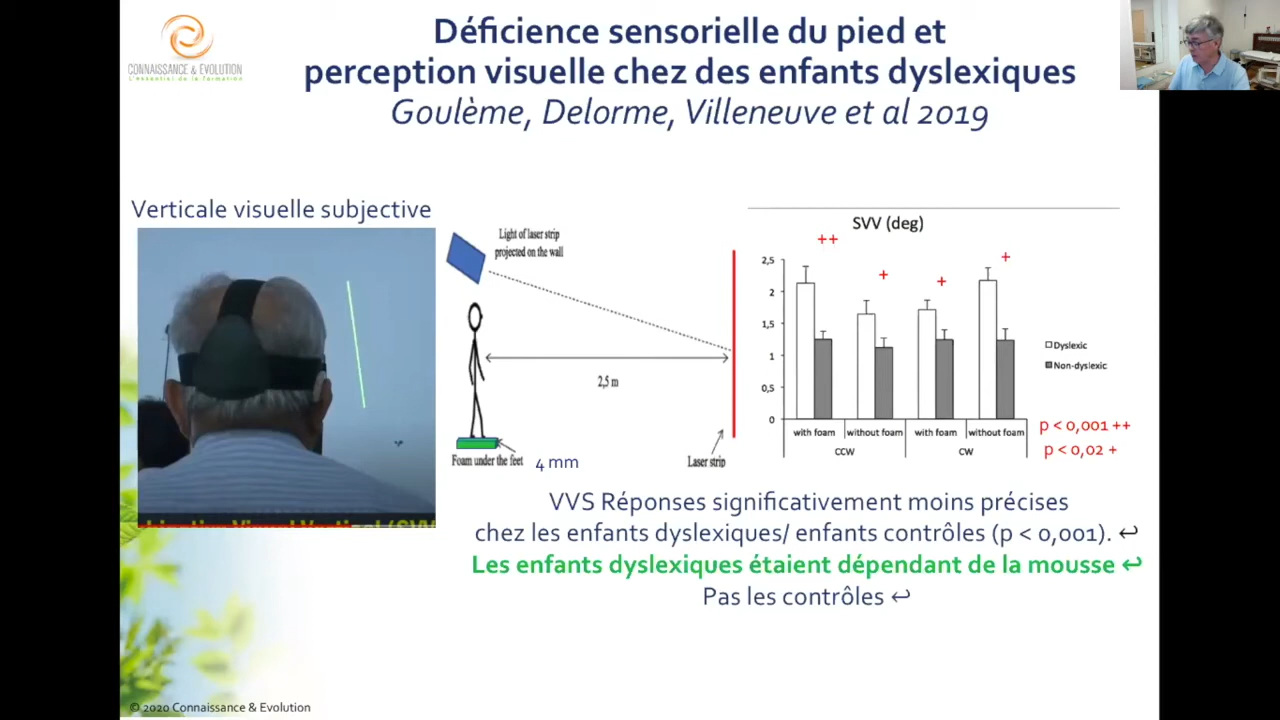 CONNAISSANCE & EVOLUTION
L'essentiel de la formation
Déficience sensorielle du pied et
perception visuelle chez des enfants dyslexiques
Goulème, Delorme, Villeneuve et al 2019
Verticale visuelle subjective
Light of laser strip
projected on the wall
2,5 m
Foam under the feet
4 mm
Laser strip
SVV (deg)
++
+
+
+
2,5
2
1,5
1
0,5
0
with foam
without foam
with foam
without foam
CCW
CW
Dyslexic
Non-dyslexic
p < 0,001 ++
p < 0,02 +
VVS Réponses significativement moins précises
chez les enfants dyslexiques/ enfants contrôles (p < 0,001). ↩
Les enfants dyslexiques étaient dépendant de la mousse ↩
Pas les contrôles ↩
© 2020 Connaissance & Evolution